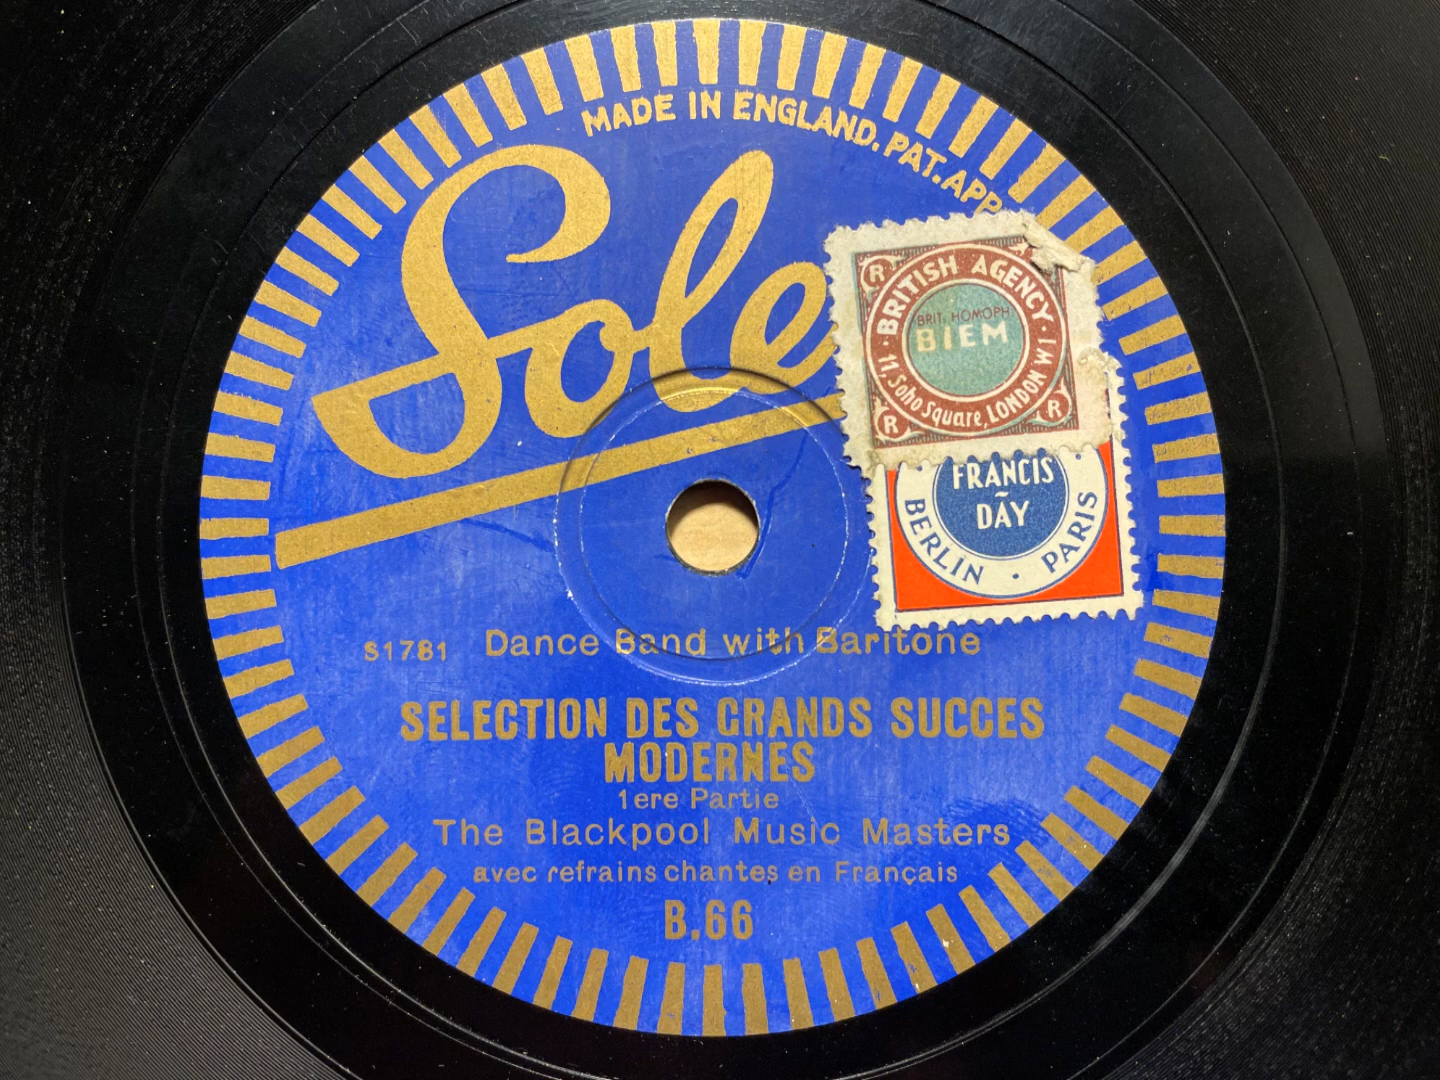 MADE IN ENGLAND. PAT. APP
Sole
BRITISH AGENCY
BRIT. HOMOPH.
BIEM
17, Soho Square, LONDON W1
R
R
R
FRANCIS
DAY
BERLIN · PARIS
S1781 Dance Band with Baritone
SELECTION DES GRANDS SUCCES
MODERNES
1ere Partie
The Blackpool Music Masters
avec refrains chantes en Français
B.66